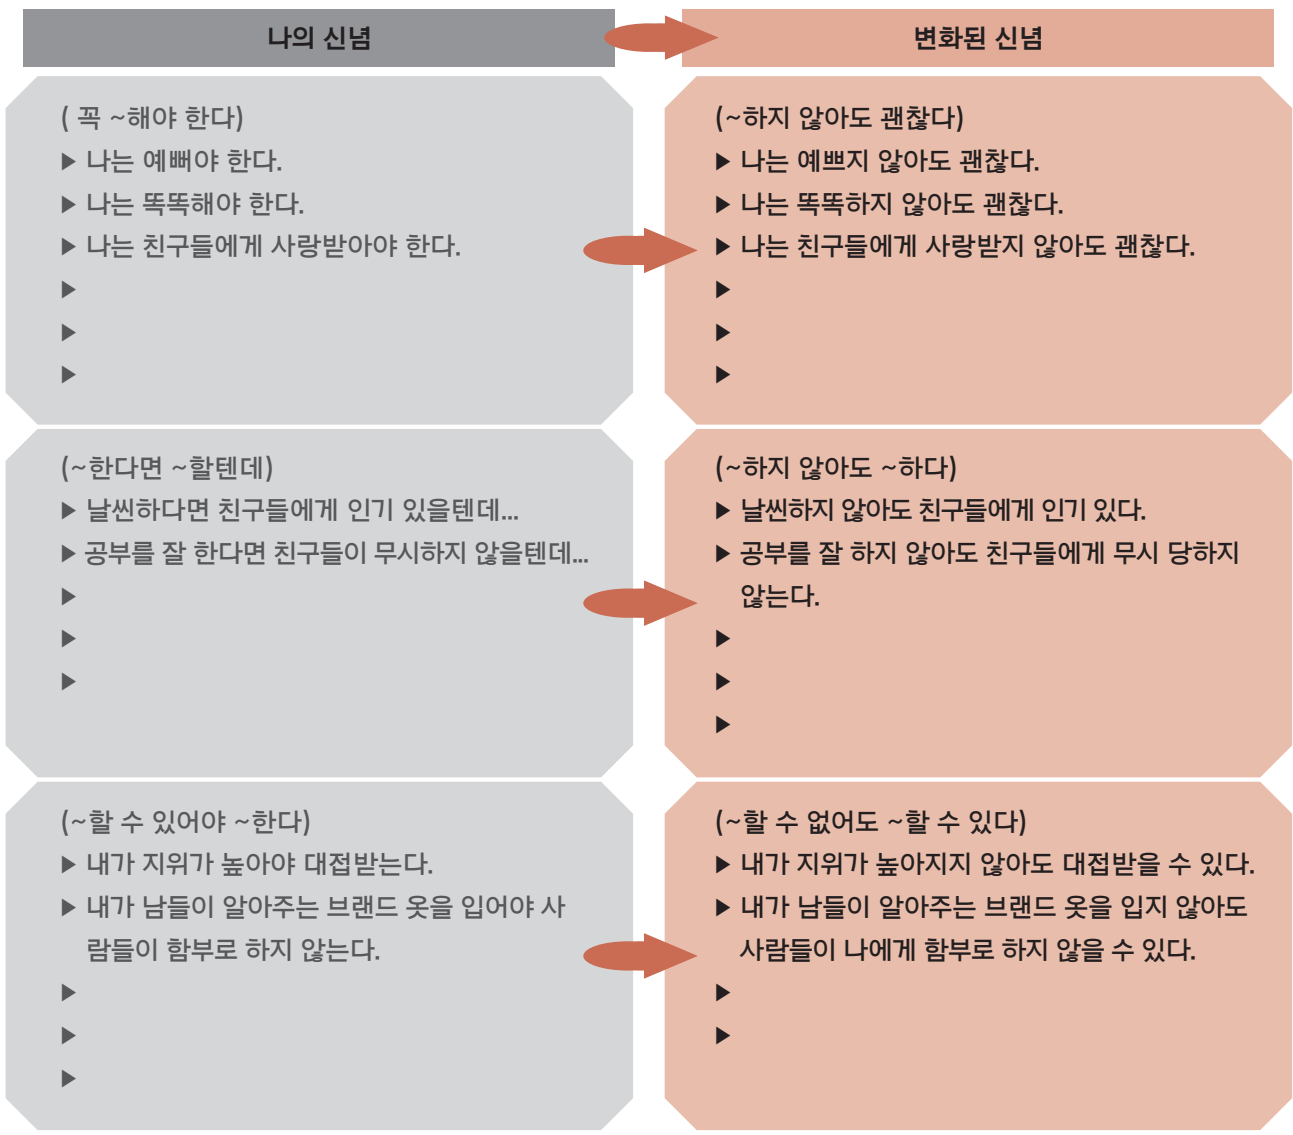 나의 신념
변화된 신념
( 꼭 ~해야 한다)
▶ 나는 예뻐야 한다.
▶ 나는 똑똑해야 한다.
▶ 나는 친구들에게 사랑받아야 한다.
▶
▶
▶
(~하지 않아도 괜찮다)
▶ 나는 예쁘지 않아도 괜찮다.
▶ 나는 똑똑하지 않아도 괜찮다.
▶ 나는 친구들에게 사랑받지 않아도 괜찮다.
▶
▶
▶
(~한다면 ~할텐데)
▶ 날씬하다면 친구들에게 인기 있을텐데...
▶ 공부를 잘 한다면 친구들이 무시하지 않을텐데...
▶
▶
▶
(~하지 않아도 ~하다)
▶ 날씬하지 않아도 친구들에게 인기 있다.
▶ 공부를 잘 하지 않아도 친구들에게 무시 당하지
않는다.
▶
▶
▶
(~할 수 있어야 ~한다)
▶ 내가 지위가 높아야 대접받는다.
▶ 내가 남들이 알아주는 브랜드 옷을 입어야 사
람들이 함부로 하지 않는다.
▶
▶
▶
(~할 수 없어도 ~할 수 있다)
▶ 내가 지위가 높아지지 않아도 대접받을 수 있다.
▶ 내가 남들이 알아주는 브랜드 옷을 입지 않아도
사람들이 나에게 함부로 하지 않을 수 있다.
▶
▶